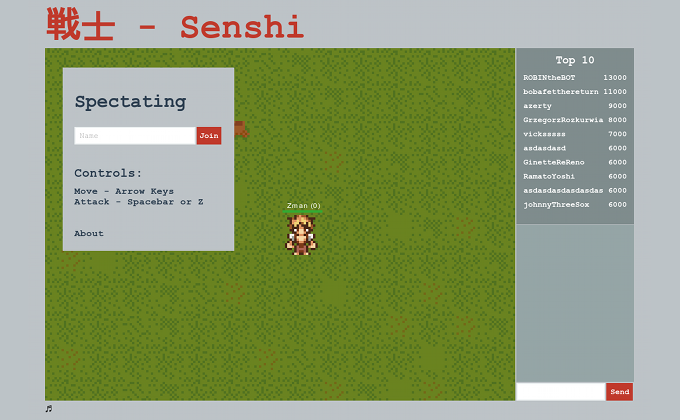 戦士 - Senshi
Spectating
Name
Join
Controls:
Move - Arrow Keys
Attack - Spacebar or Z
About
Zman (0)
Top 10
ROBINtheBOT 13000
bobafetthereturn 11000
azerty 9000
GrzegorzRozkurwia 8000
vicksssss 7000
asdasdasd 6000
GinetteReReno 6000
RamatoYoshi 6000
asdasdasdasdasdas 6000
johnnyThreeSox 6000
Send